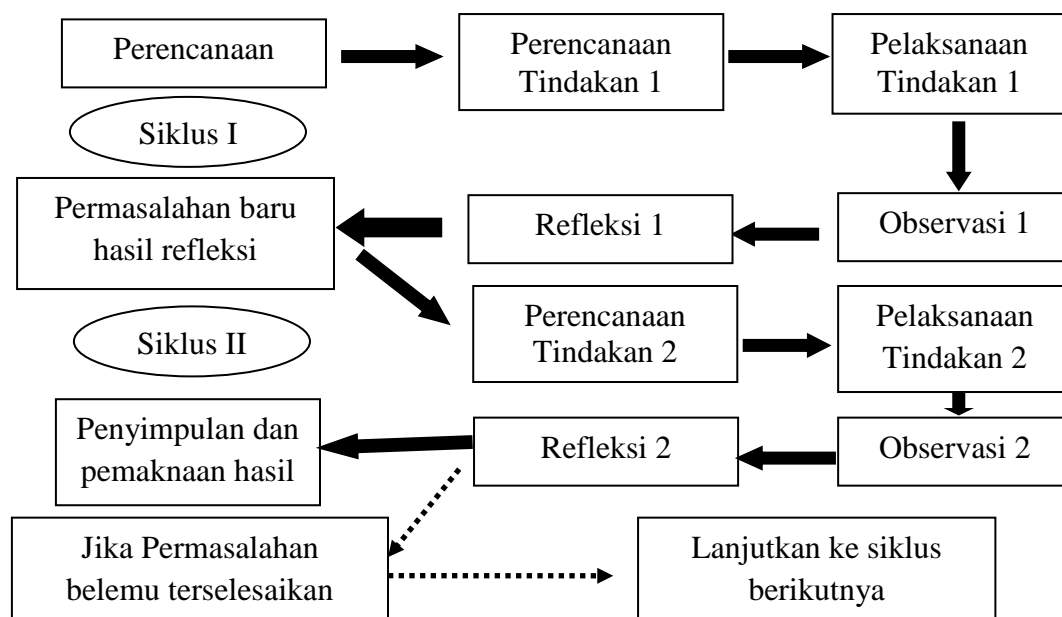 Perencanaan
Perencanaan
Tindakan 1
Pelaksanaan
Tindakan 1
Siklus I
Permasalahan baru
hasil refleksi
Refleksi 1
Observasi 1
Siklus II
Perencanaan
Tindakan 2
Pelaksanaan
Tindakan 2
Penyimpulan dan
pemaknaan hasil
Refleksi 2
Observasi 2
Jika Permasalahan
belemu terselesaikan
Lanjutkan ke siklus
berikutnya